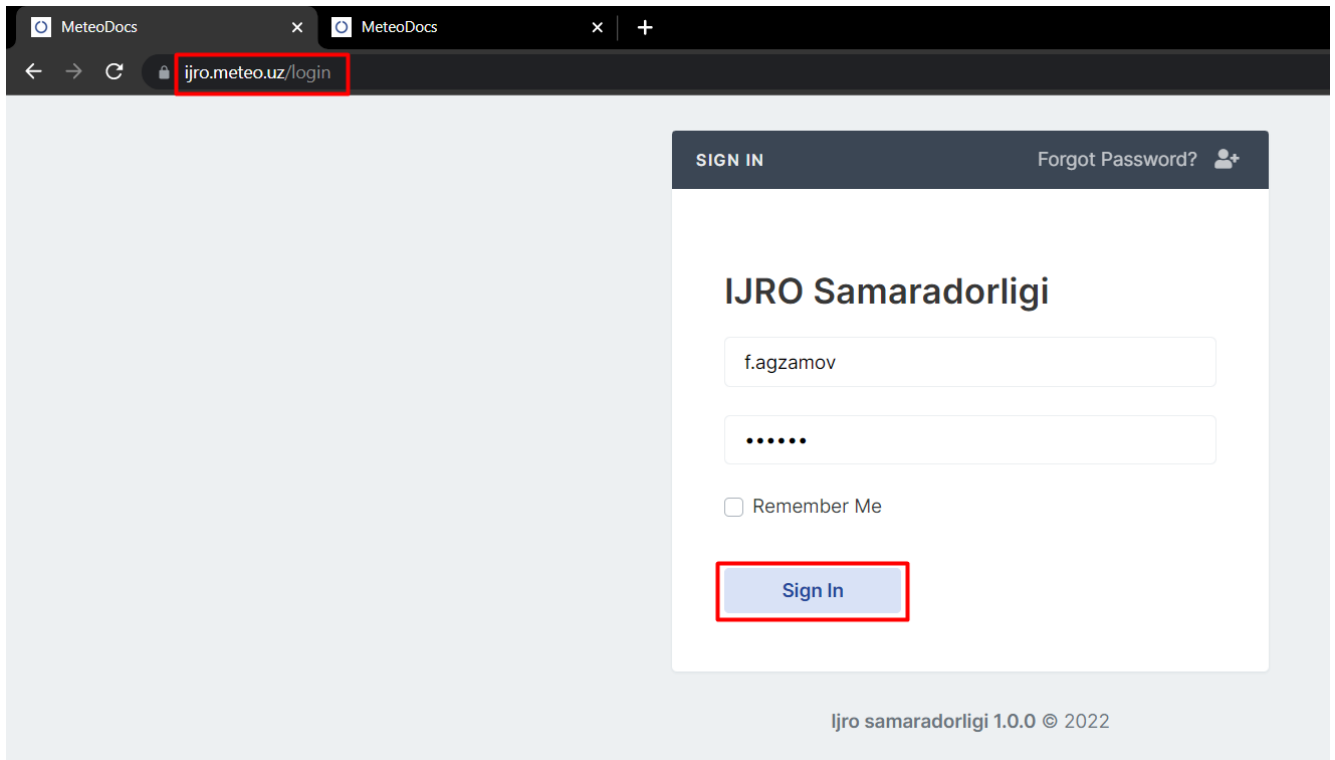 MeteoDocs MeteoDocs
ijro.meteo.uz/login
SIGN IN Forgot Password?
IJRO Samaradorligi
f.agzamov
••••••
Remember Me
Sign In
Ijro samaradorligi 1.0.0 © 2022